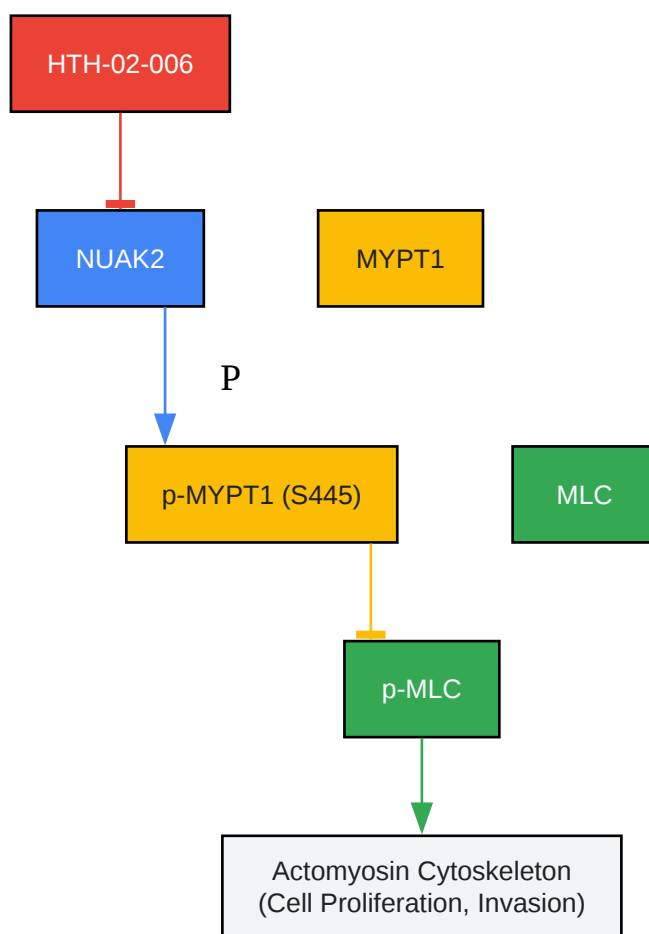 HTH-02-006
NUAK2
MYPT1
P
p-MYPT1 (S445)
MLC
p-MLC
Actomyosin Cytoskeleton
(Cell Proliferation, Invasion)